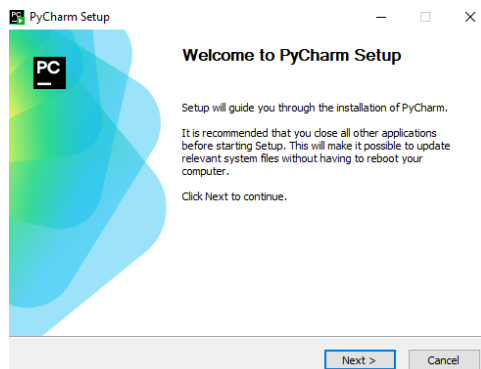 PyCharm Setup
PC
Welcome to PyCharm Setup
Setup will guide you through the installation of PyCharm.
It is recommended that you close all other applications
before starting Setup. This will make it possible to update
relevant system files without having to reboot your
computer.
Click Next to continue.
Next >
Cancel